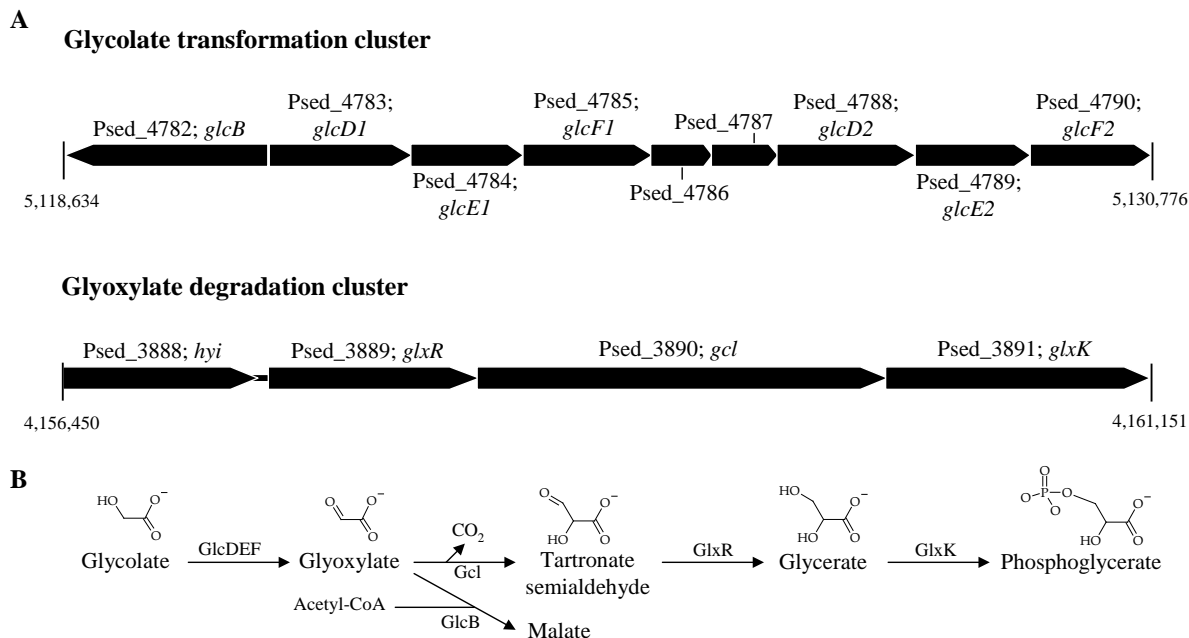 A
Glycolate transformation cluster
Psed_4782; glcB
Psed_4783;
glcD1
Psed_4784;
glcE1
Psed_4785;
glcF1
Psed_4786
Psed_4787
Psed_4788;
glcD2
Psed_4789;
glcE2
Psed_4790;
glcF2
5,118,634
5,130,776
Glyoxylate degradation cluster
Psed_3888; hyi
Psed_3889; glxR
Psed_3890; gcl
Psed_3891; glxK
4,156,450
4,161,151
B
HO O⁻ O
Glycolate
GlcDEF
O O⁻ O
Glyoxylate
CO₂
Gcl
O O⁻ HO O
Tartronate
semialdehyde
GlxR
HO O⁻ HO O
Glycerate
GlxK
O O⁻ P O O⁻ O⁻ HO O
Phosphoglycerate
Acetyl-CoA
GlcB
Malate